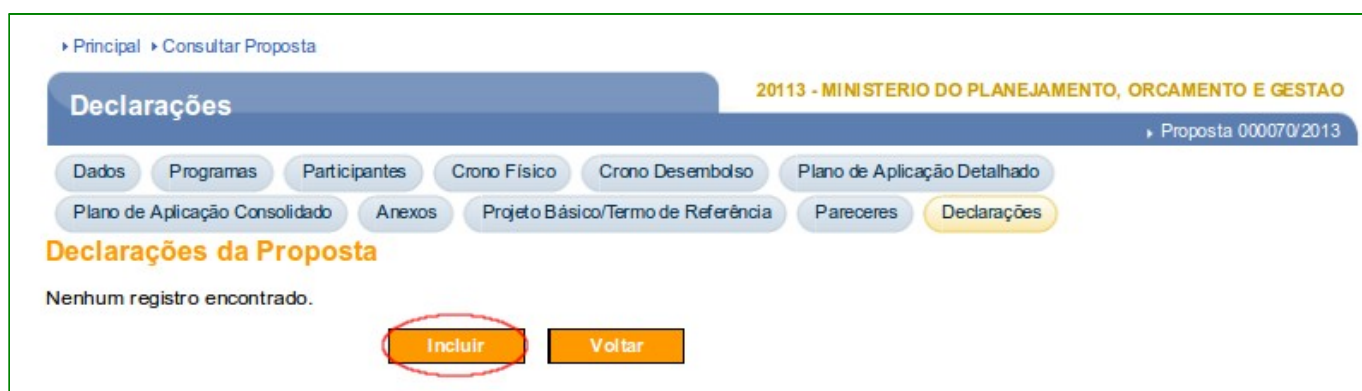 Principal Consultar Proposta
Declarações
20113 - MINISTERIO DO PLANEJAMENTO, ORCAMENTO E GESTAO
Proposta 000070/2013
Dados Programas Participantes Crono Físico Crono Desembolso Plano de Aplicação Detalhado
Plano de Aplicação Consolidado Anexos Projeto Básico/Termo de Referência Pareceres Declarações
Declarações da Proposta
Nenhum registro encontrado.
Incluir Voltar